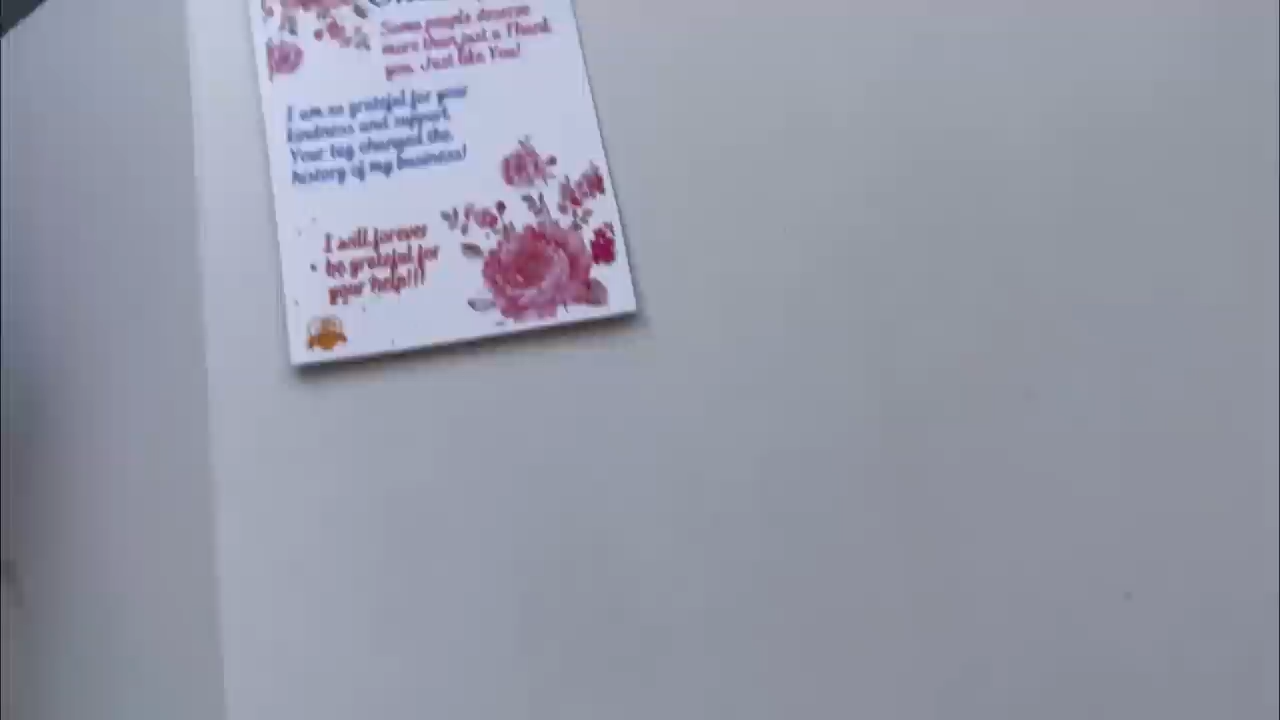 Some people deserve
more than just a Thank
you. Just like You!
I am so grateful for your
kindness and support.
Your tag changed the
history of my business!
I will forever
be grateful for
your help!!!